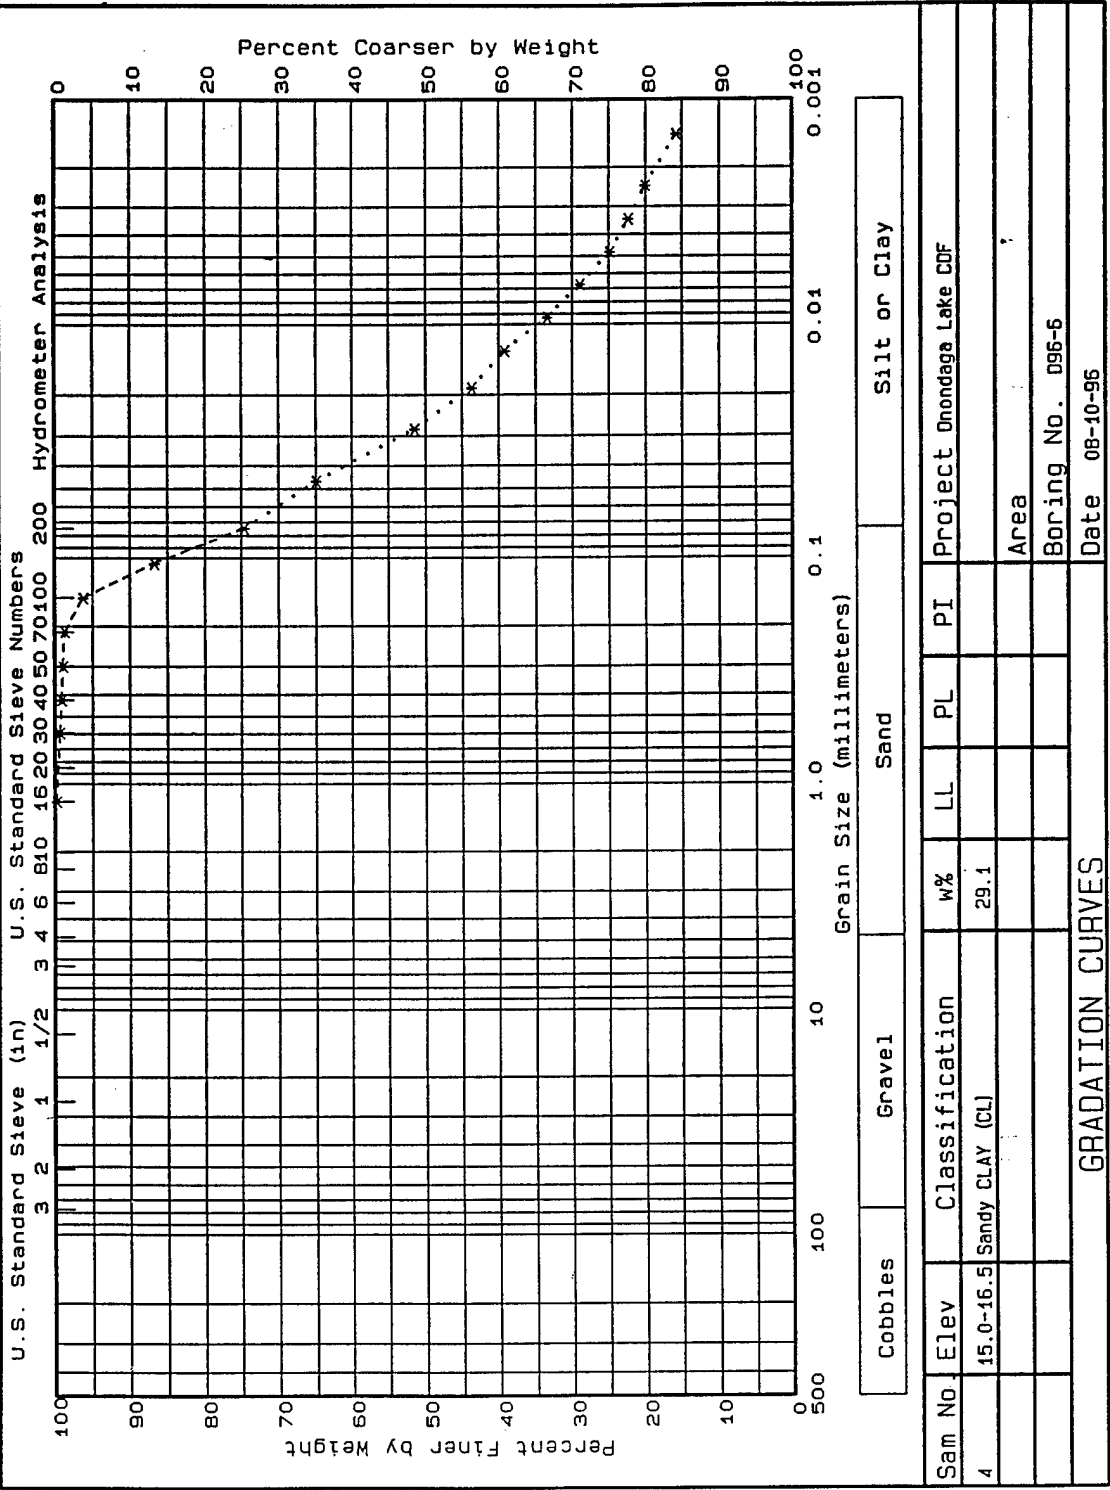 U.S. Standard Sieve (in) U.S. Standard Sieve Numbers Hydrometer Analysis
3 2 1 1/2 3 4 6 8 10 16 20 30 40 50 70 100 200
Percent Finer by Weight
100
90
80
70
60
50
40
30
20
10
0
Percent Coarser by Weight
0
10
20
30
40
50
60
70
80
90
100
500 100 10 1.0 0.1 0.01 0.001
Grain Size (millimeters)
Cobbles Gravel Sand Silt or Clay
Sam No. Elev Classification W% LL PL PI Project Onondaga Lake CDF
4 15.0-16.5 Sandy CLAY (CL) 29.1
Area
Boring No. D96-6
GRADATION CURVES Date 08-10-96